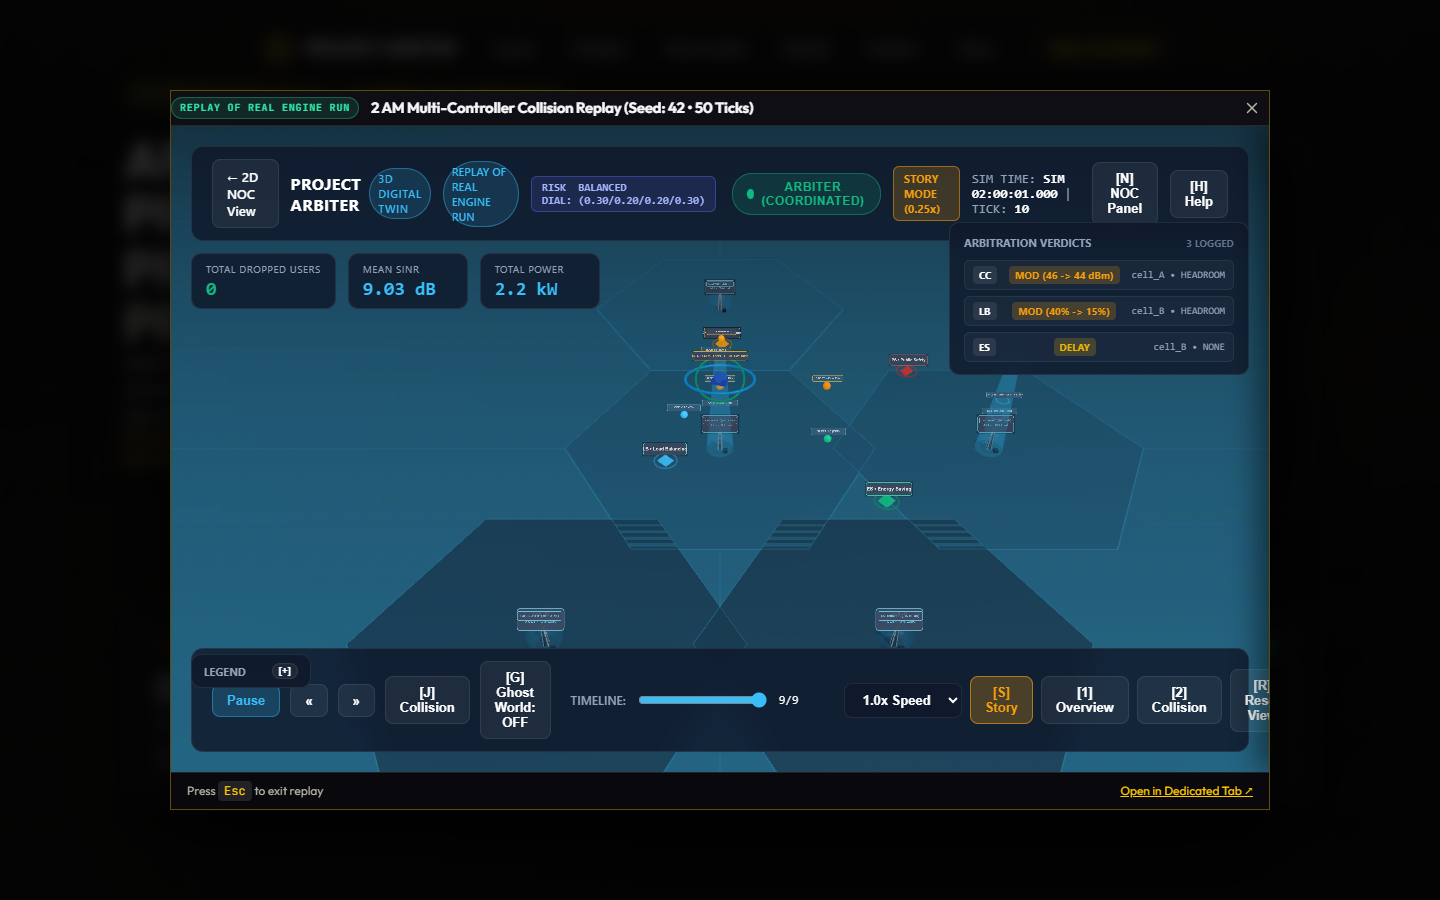 REPLAY OF REAL ENGINE RUN
2 AM Multi-Controller Collision Replay (Seed: 42 • 50 Ticks)
← 2D
NOC
View
PROJECT
ARBITER
3D
DIGITAL
TWIN
REPLAY OF
REAL
ENGINE
RUN
RISK BALANCED
DIAL: (0.30/0.20/0.20/0.30)
ARBITER
(COORDINATED)
STORY
MODE
(0.25x)
SIM TIME: SIM
02:00:01.000 |
TICK: 10
[N]
NOC
Panel
[H]
Help
TOTAL DROPPED USERS
0
MEAN SINR
9.03 dB
TOTAL POWER
2.2 kW
ARBITRATION VERDICTS
3 LOGGED
CC MOD (46 -> 44 dBm) cell_A • HEADROOM
LB MOD (40% -> 15%) cell_B • HEADROOM
ES DELAY cell_B • NONE
Load Balancing
ES • Energy Saving
LEGEND [+]
Pause
«
»
[J]
Collision
[G]
Ghost
World:
OFF
TIMELINE:
9/9
1.0x Speed
[S]
Story
[1]
Overview
[2]
Collision
[R]
Press Esc to exit replay
Open in Dedicated Tab ↗